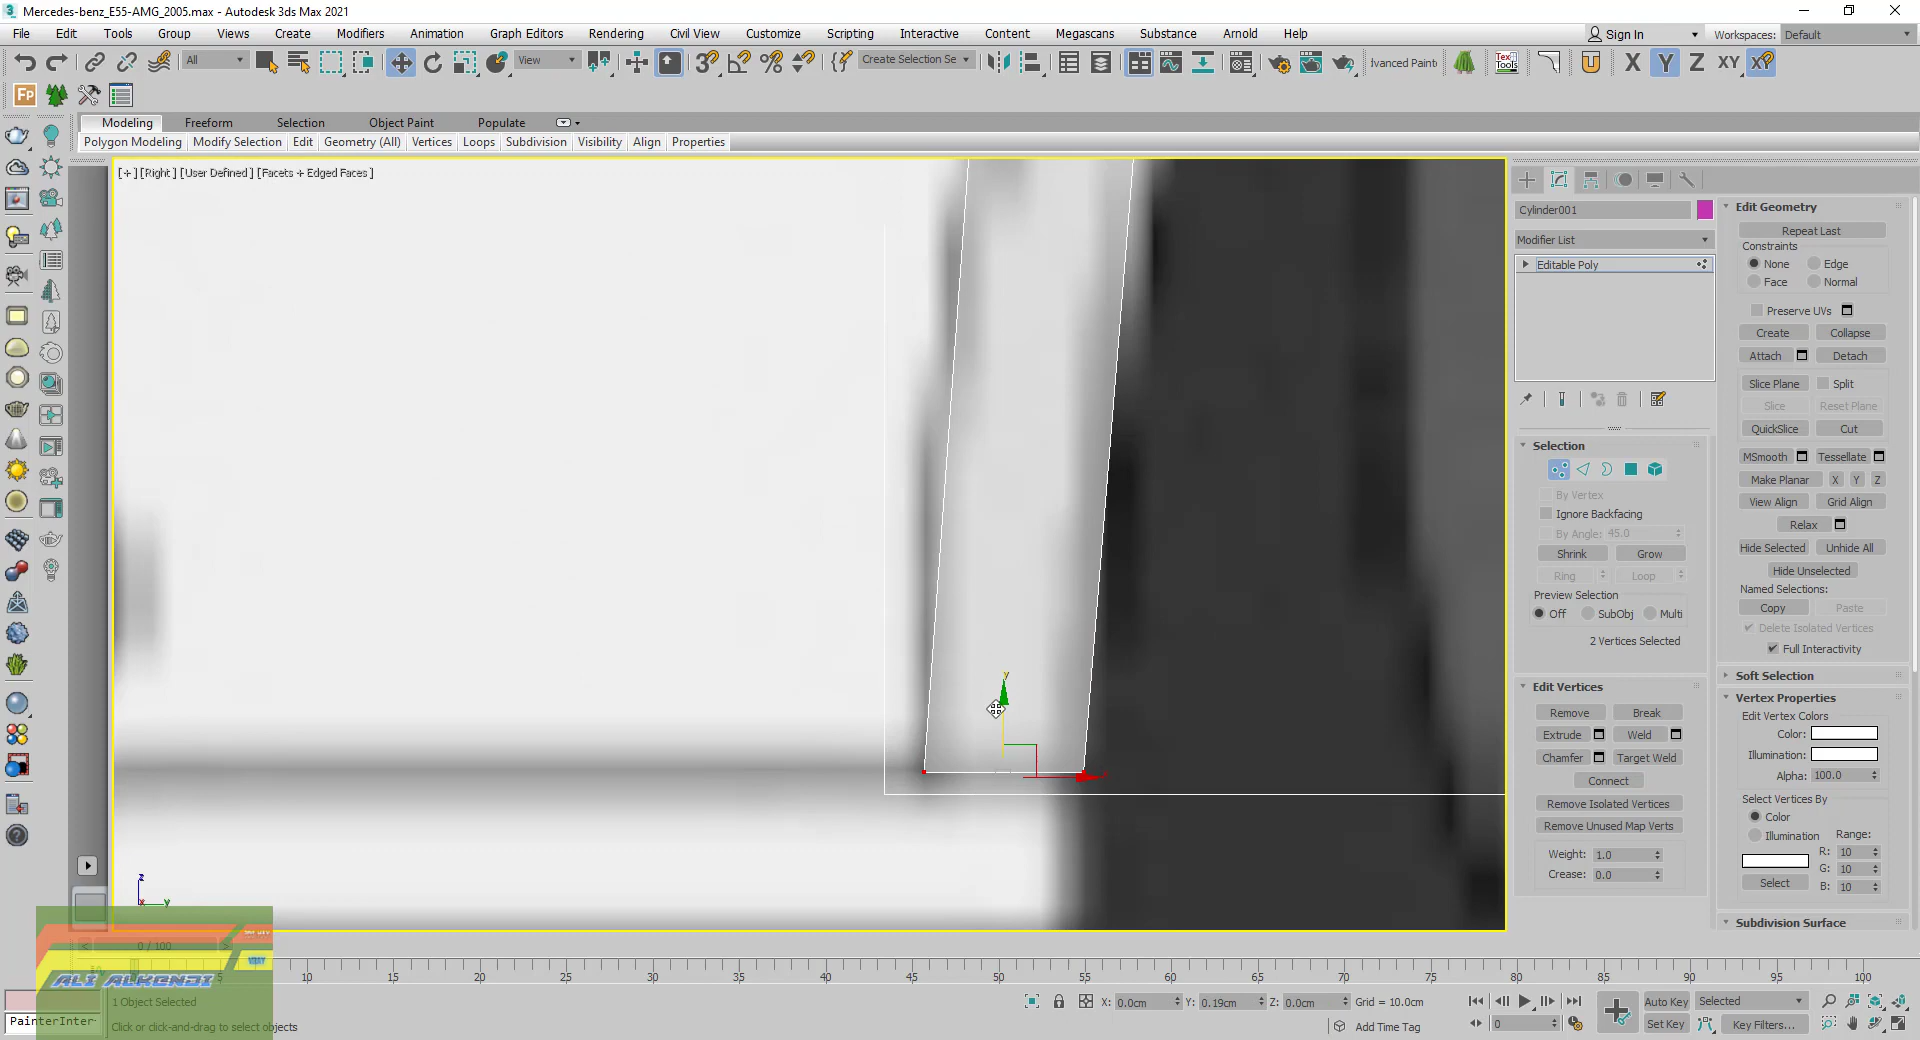 Mercedes-benz_E55-AMG_2005.max - Autodesk 3ds Max 2021
File Edit Tools Group Views Create Modifiers Animation Graph Editors Rendering Civil View Customize Scripting Interactive Content Megascans Substance Arnold Help
Sign In Workspaces: Default
All View Create Selection Se lvanced Painte TexTools X Y Z XY XY
Fp
Modeling Freeform Selection Object Paint Populate
Polygon Modeling Modify Selection Edit Geometry (All) Vertices Loops Subdivision Visibility Align Properties
[+] [Right] [User Defined] [Facets + Edged Faces]
Cylinder001
Modifier List
Editable Poly
Selection
By Vertex
Ignore Backfacing
By Angle: 45.0
Shrink Grow
Ring Loop
Preview Selection
Off SubObj Multi
2 Vertices Selected
Edit Vertices
Remove Break
Extrude Weld
Chamfer Target Weld
Connect
Remove Isolated Vertices
Remove Unused Map Verts
Weight: 1.0
Crease: 0.0
Edit Geometry
Repeat Last
Constraints
None Edge
Face Normal
Preserve UVs
Create Collapse
Attach Detach
Slice Plane Split
Slice Reset Plane
QuickSlice Cut
MSmooth Tessellate
Make Planar X Y Z
View Align Grid Align
Relax
Hide Selected Unhide All
Hide Unselected
Named Selections:
Copy Paste
Delete Isolated Vertices
Full Interactivity
Soft Selection
Vertex Properties
Edit Vertex Colors
Color:
Illumination:
Alpha: 100.0
Select Vertices By
Color
Illumination Range:
R: 10
G: 10
Select B: 10
Subdivision Surface
y
z
x y
0 / 100
VRAY
ALI ALKENZI
5 10 15 20 25 30 35 40 45 50 55 60 65 70 75 80 85 90 95 100
1 Object Selected
X: 0.0cm Y: 0.19cm Z: 0.0cm Grid = 10.0cm
Auto Key Selected
PainterInter
Click or click-and-drag to select objects
Add Time Tag
0
Set Key Key Filters...